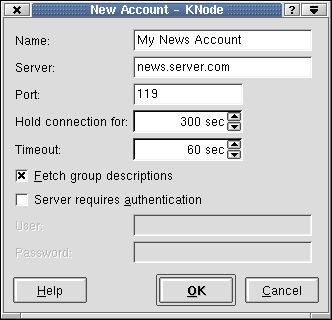 New Account - KNode
Name: My News Account
Server: news.server.com
Port: 119
Hold connection for: 300 sec
Timeout: 60 sec
Fetch group descriptions
Server requires authentication
User:
Password:
Help OK Cancel